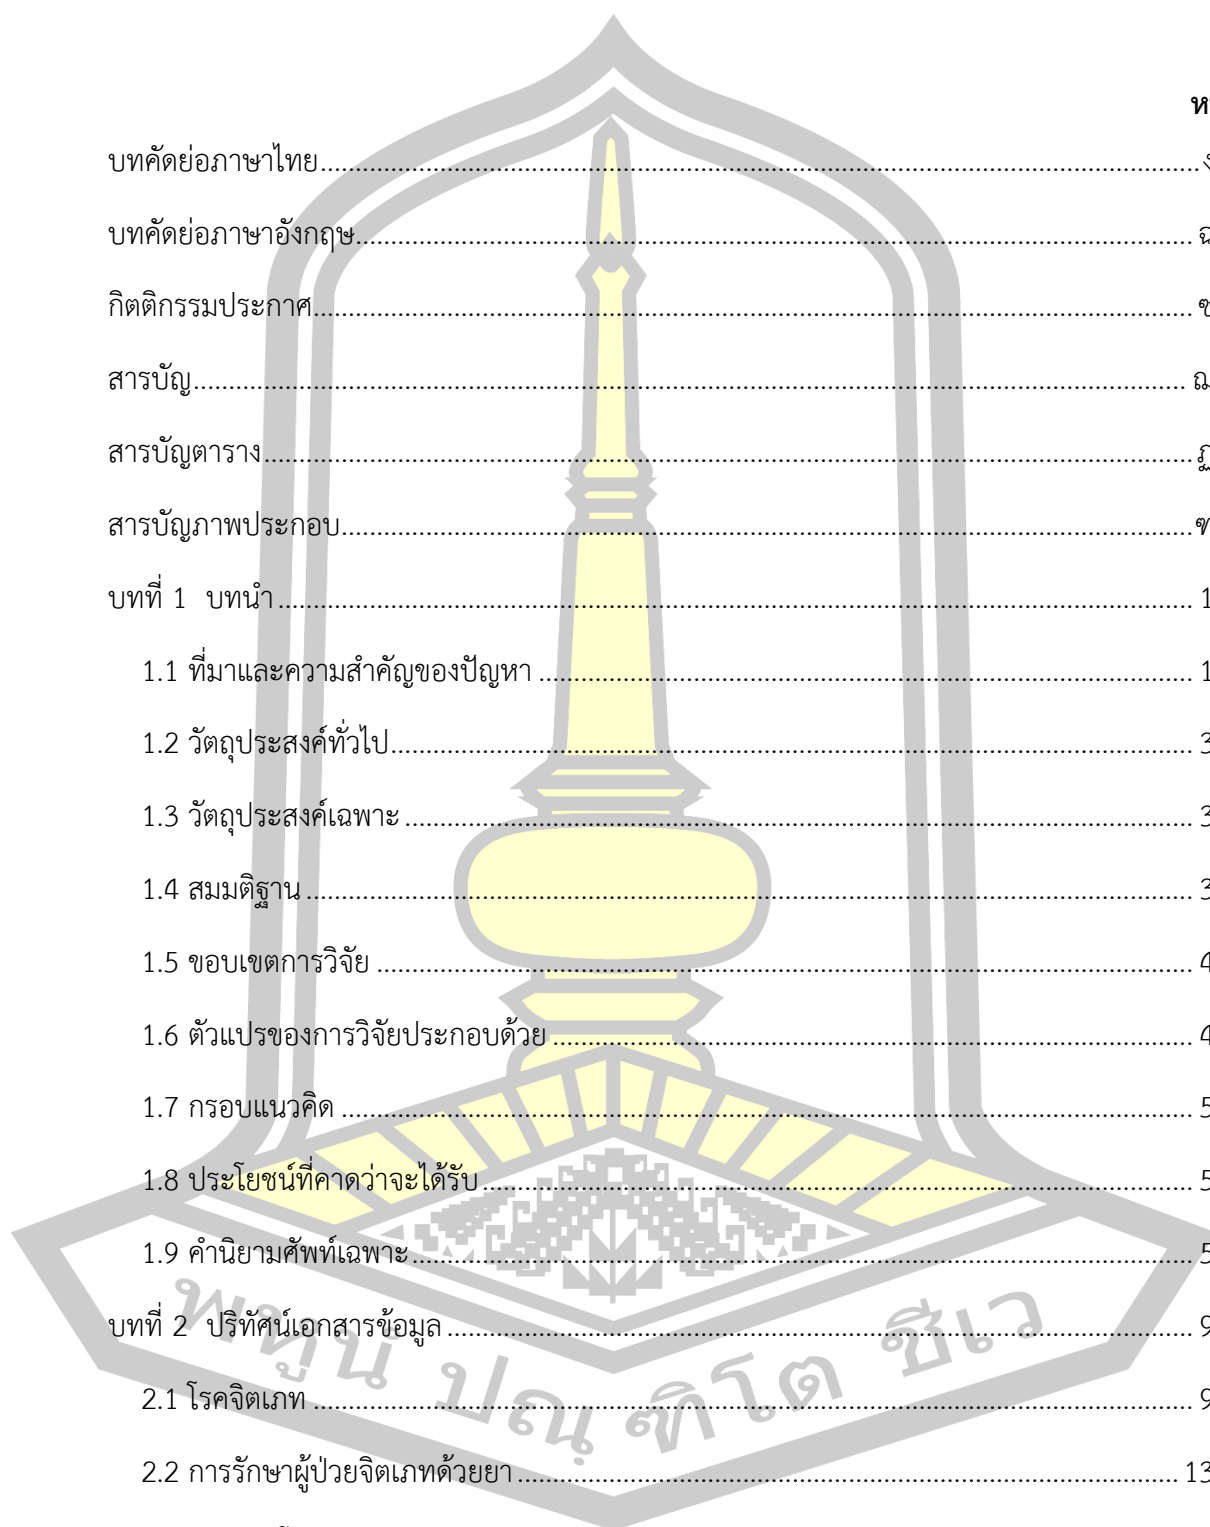 บทคัดย่อภาษาไทย
บทคัดย่อภาษาอังกฤษ
กิตติกรรมประกาศ
สารบัญ
สารบัญตาราง
สารบัญภาพประกอบ
บทที่ 1 บทนำ 1
1.1 ที่มาและความสำคัญของปัญหา 1
1.2 วัตถุประสงค์ทั่วไป 3
1.3 วัตถุประสงค์เฉพาะ 3
1.4 สมมติฐาน 3
1.5 ขอบเขตการวิจัย 4
1.6 ตัวแปรของการวิจัยประกอบด้วย 4
1.7 กรอบแนวคิด 5
1.8 ประโยชน์ที่คาดว่าจะได้รับ 5
1.9 คำนิยามศัพท์เฉพาะ 5
บทที่ 2 ปริทัศน์เอกสารข้อมูล 9
2.1 โรคจิตเภท 9
2.2 การรักษาผู้ป่วยจิตเภทด้วยยา 13
พหูนํ ปณฺฑิโต ชีเว